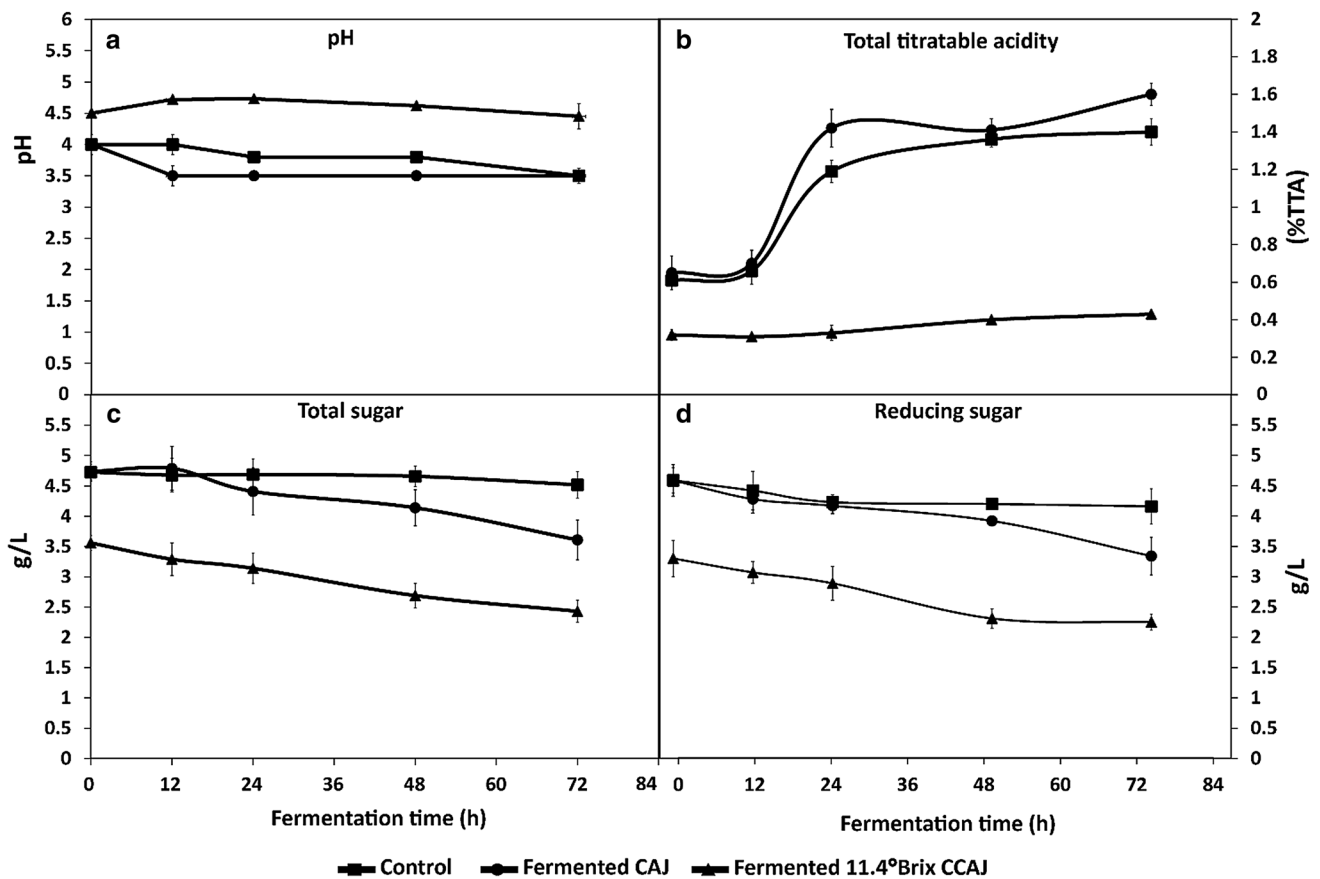 a
pH
6
5.5
5
4.5
4
3.5
3
2.5
2
1.5
1
0.5
0
pH
b
Total titratable acidity
2
1.8
1.6
1.4
1.2
1
0.8
0.6
0.4
0.2
0
(%TTA)
c
Total sugar
5.5
5
4.5
4
3.5
3
2.5
2
1.5
1
0.5
0
g/L
0 12 24 36 48 60 72 84
Fermentation time (h)
d
Reducing sugar
5.5
5
4.5
4
3.5
3
2.5
2
1.5
1
0.5
0
g/L
0 12 24 36 48 60 72 84
Fermentation time (h)
Control Fermented CAJ Fermented 11.4°Brix CCAJ